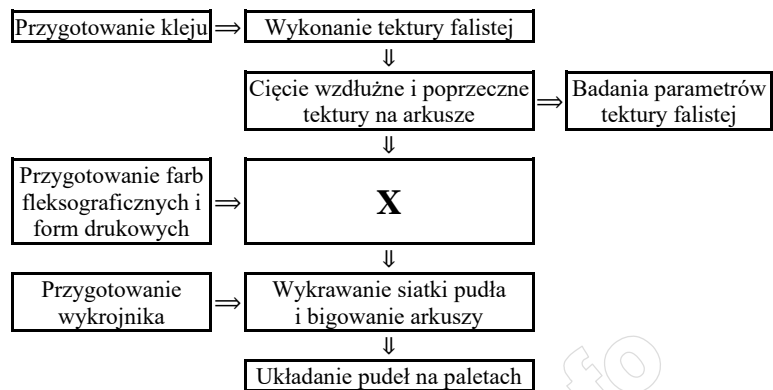 Przygotowanie kleju ⇒ Wykonanie tektury falistej
⇓
Cięcie wzdłużne i poprzeczne
tektury na arkusze
⇒
Badania parametrów
tektury falistej
⇓
Przygotowanie farb
fleksograficznych i
form drukowych
⇒
X
⇓
Przygotowanie
wykrojnika
⇒
Wykrawanie siatki pudła
i bigowanie arkuszy
⇓
Układanie pudeł na paletach
fo